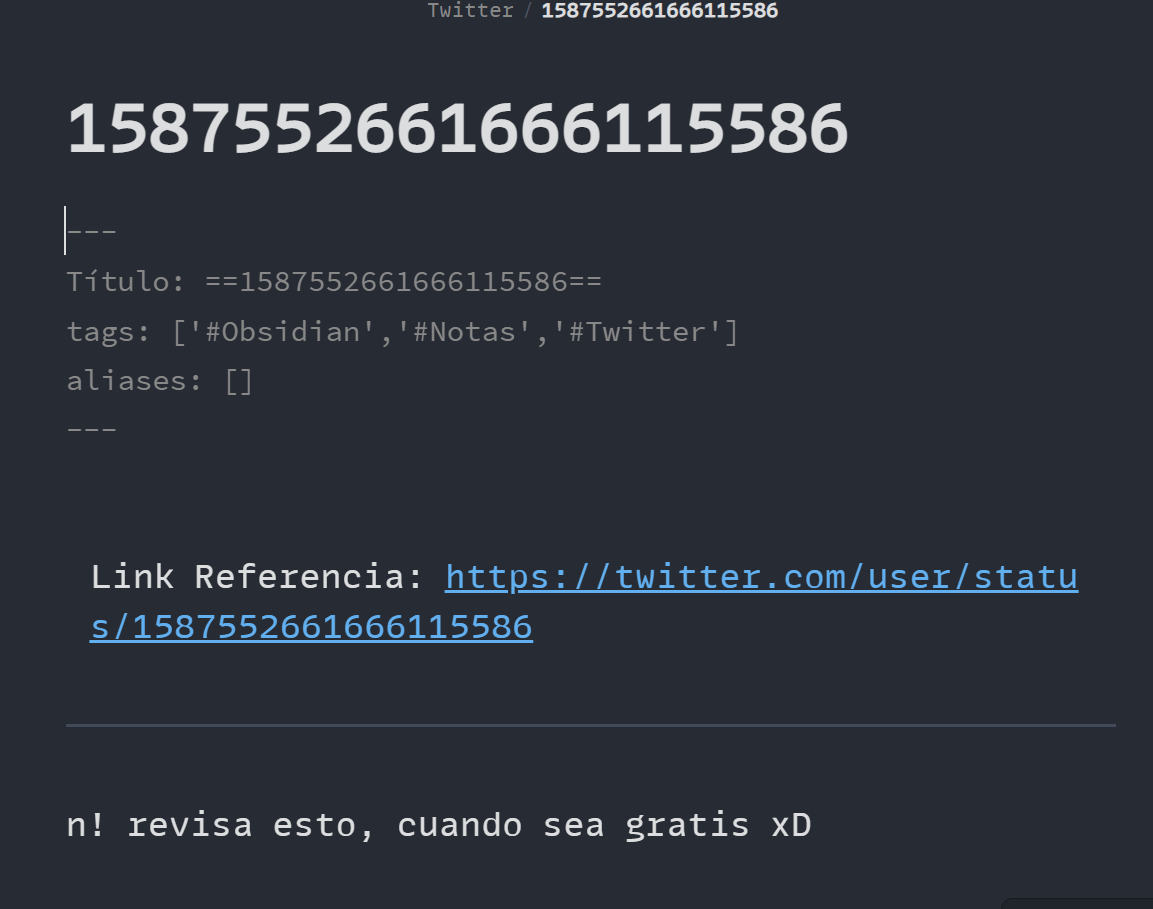 Twitter / 1587552661666115586
1587552661666115586
---
Título: ==1587552661666115586==
tags: ['#Obsidian','#Notas','#Twitter']
aliases: []
---
Link Referencia: https://twitter.com/user/statu
s/1587552661666115586
n! revisa esto, cuando sea gratis xD